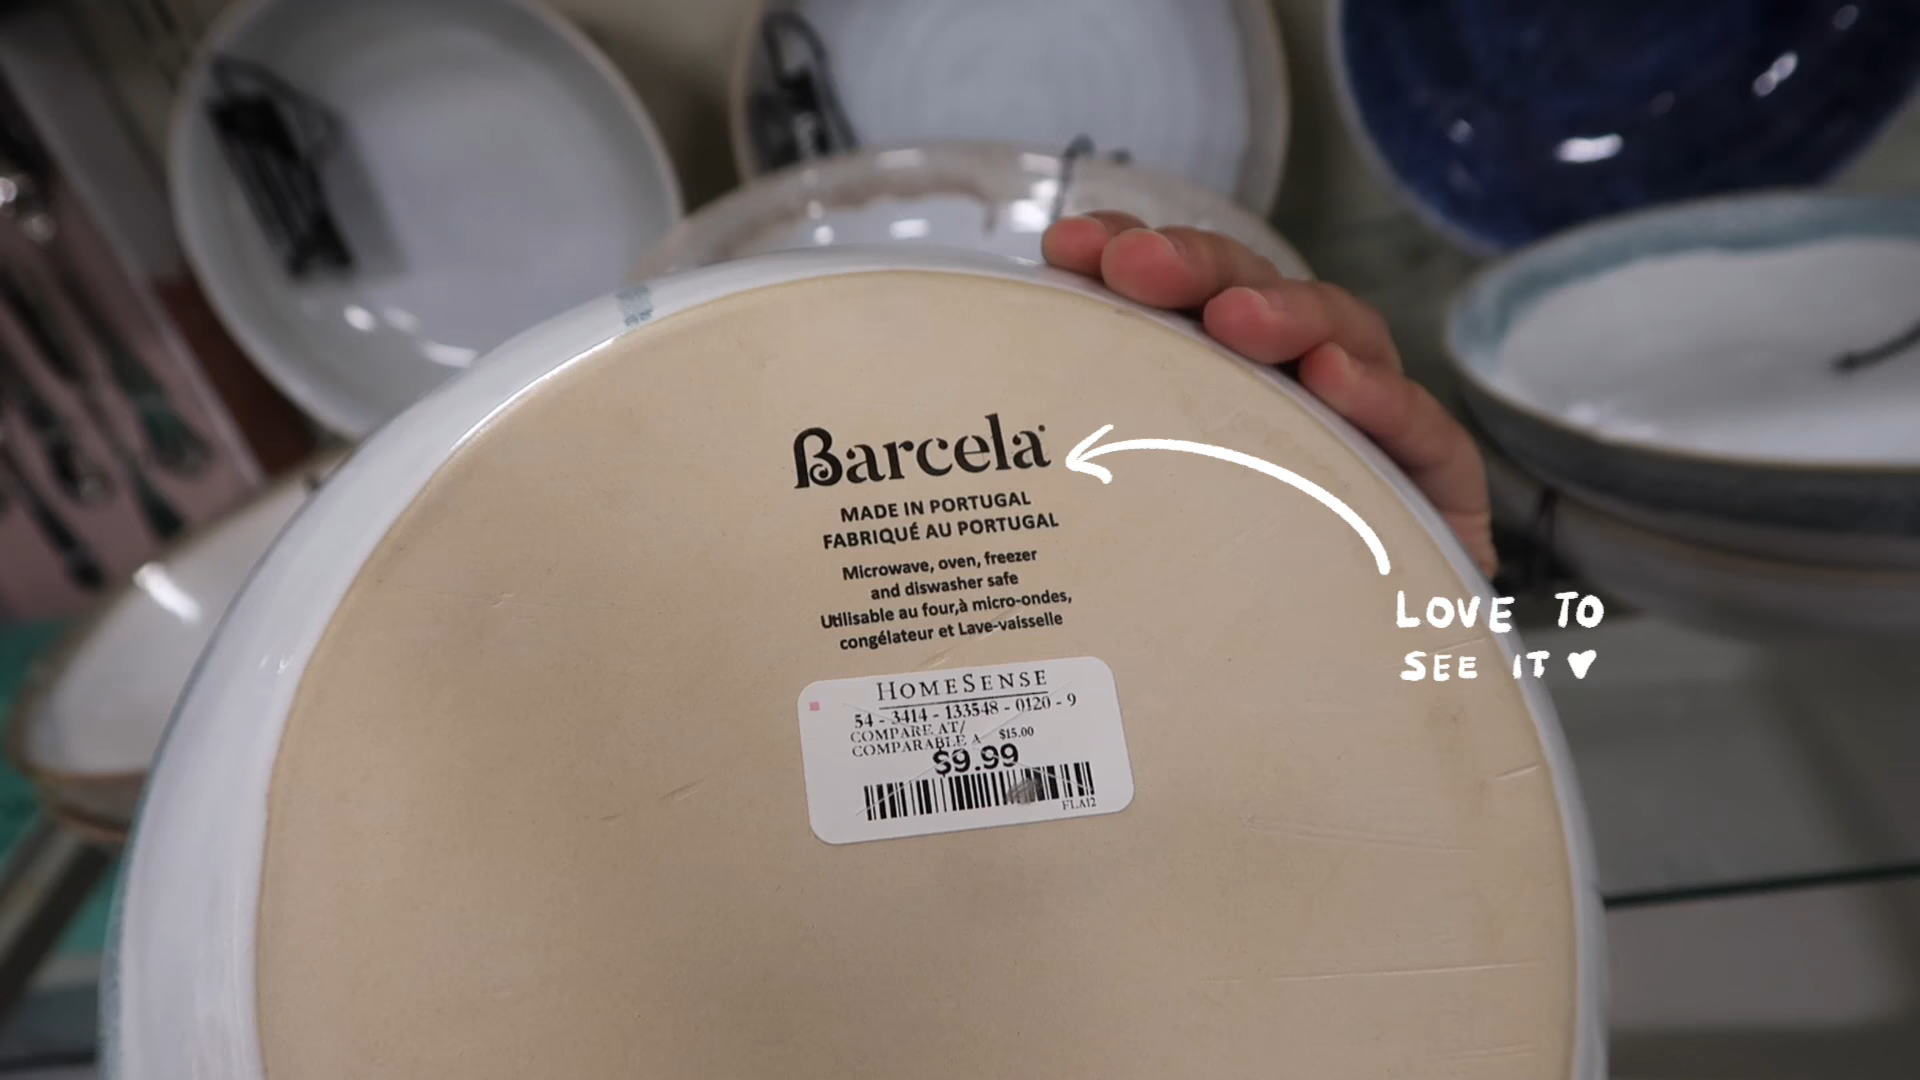 Barcela
MADE IN PORTUGAL
FABRIQUÉ AU PORTUGAL
Microwave, oven, freezer
and diswasher safe
Utilisable au four,à micro-ondes,
congélateur et Lave-vaisselle
HOMESENSE
54 - 3414 - 133548 - 0120 - 9
COMPARE AT/
COMPARABLE A $15.00
$9.99
FLA12
LOVE TO
SEE IT ♥